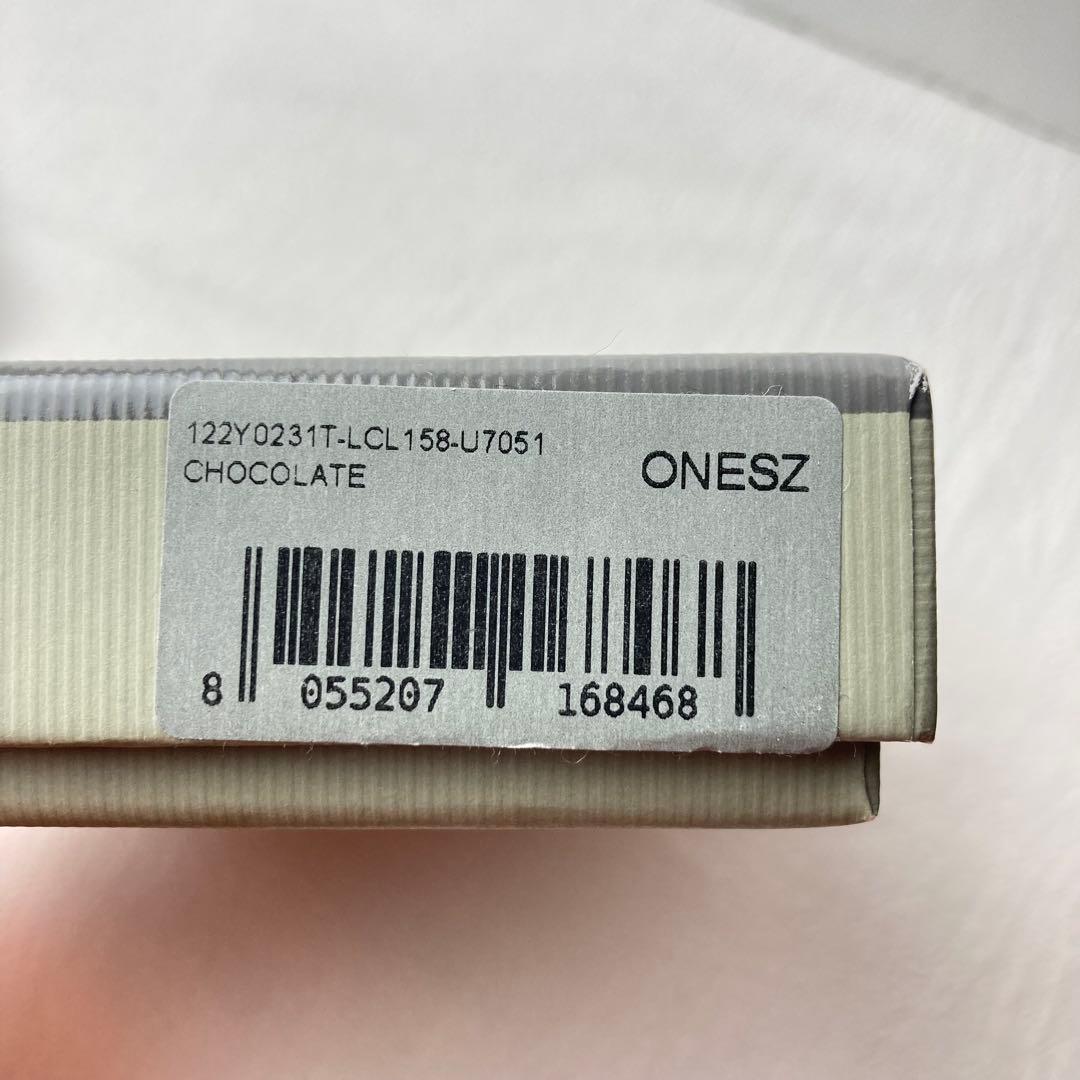 122Y0231T-LCL158-U7051
CHOCOLATE
ONESZ
8 055207 168468